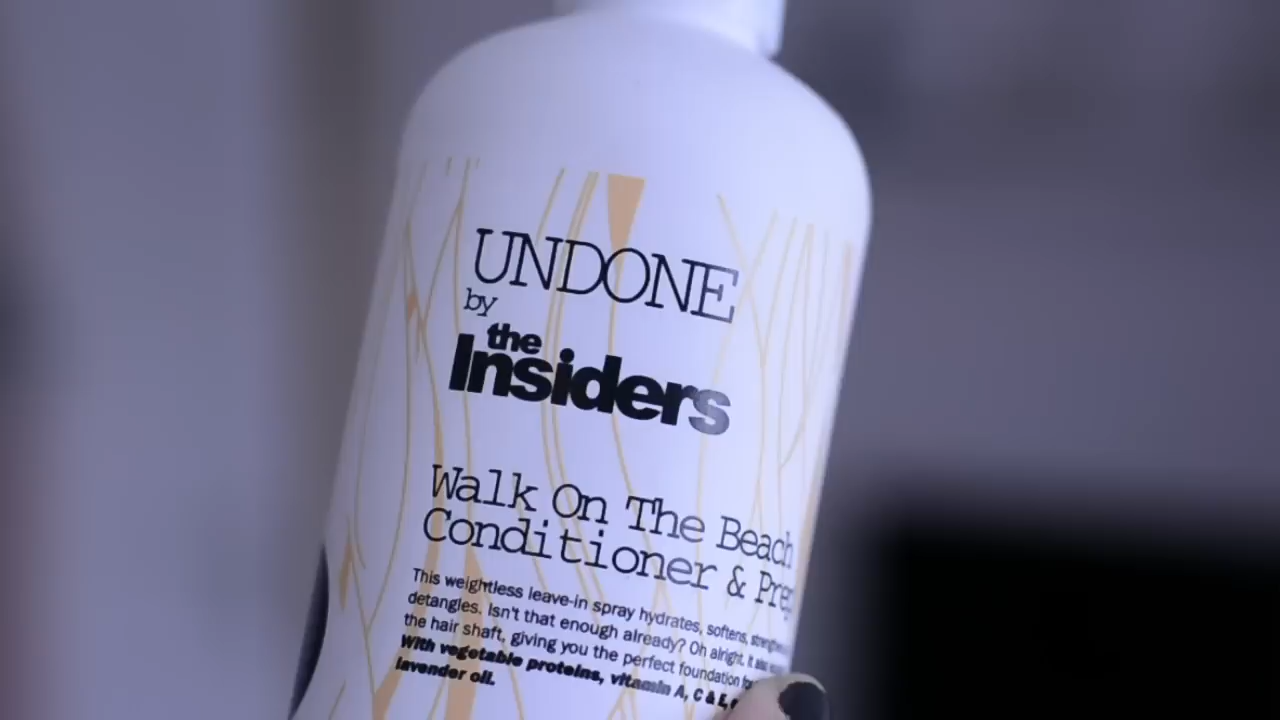 UNDONE
by
the
Insiders
Walk On The Beach
Conditioner & Prep
This weightless leave-in spray hydrates, softens,
detangles. Isn't that enough already? Oh alright. It also
the hair shaft, giving you the perfect foundation
With vegetable proteins, vitamin A, C & E,
lavender oil.